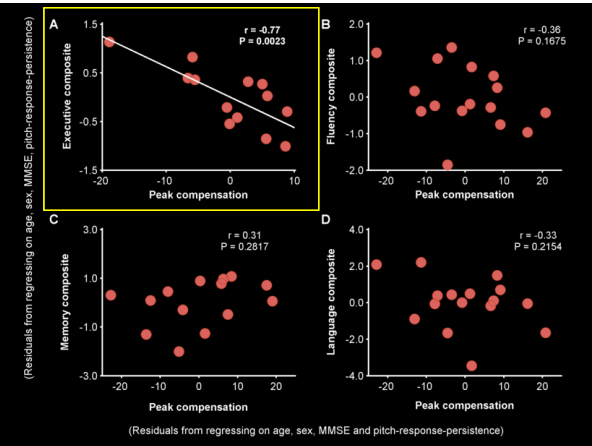 (Residuals from regressing on age, sex, MMSE, pitch-response-persistence)
A
r = -0.77
P = 0.0023
Executive composite
1.5
0.5
-0.5
-1.5
-20
-10
0
10
Peak compensation
B
r = -0.36
P = 0.1675
Fluency composite
2.0
1.0
0.0
-1.0
-2.0
-20
-10
0
10
20
Peak compensation
C
r = 0.31
P = 0.2817
Memory composite
3.0
1.0
-1.0
-3.0
-20
-10
0
10
20
Peak compensation
D
r = -0.33
P = 0.2154
Language composite
4.0
2.0
0.0
-2.0
-4.0
-20
-10
0
10
20
Peak compensation
(Residuals from regressing on age, sex, MMSE and pitch-response-persistence)